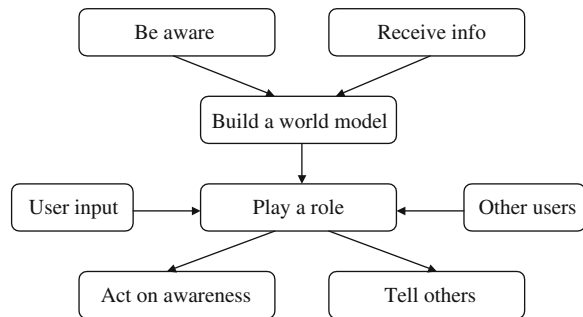 Be aware
Receive info
Build a world model
User input
Play a role
Other users
Act on awareness
Tell others